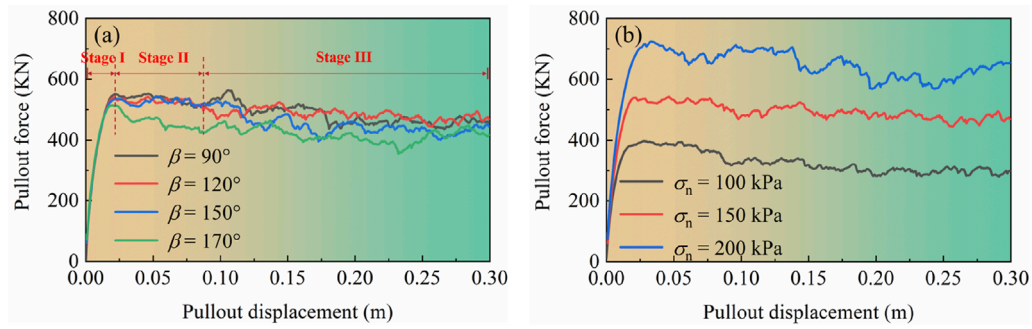 (a)
Stage I
Stage II
Stage III
Pullout force (KN)
800
600
400
200
0
β = 90°
β = 120°
β = 150°
β = 170°
0.00 0.05 0.10 0.15 0.20 0.25 0.30
Pullout displacement (m)
(b)
Pullout force (KN)
800
600
400
200
0
σn = 100 kPa
σn = 150 kPa
σn = 200 kPa
0.00 0.05 0.10 0.15 0.20 0.25 0.30
Pullout displacement (m)